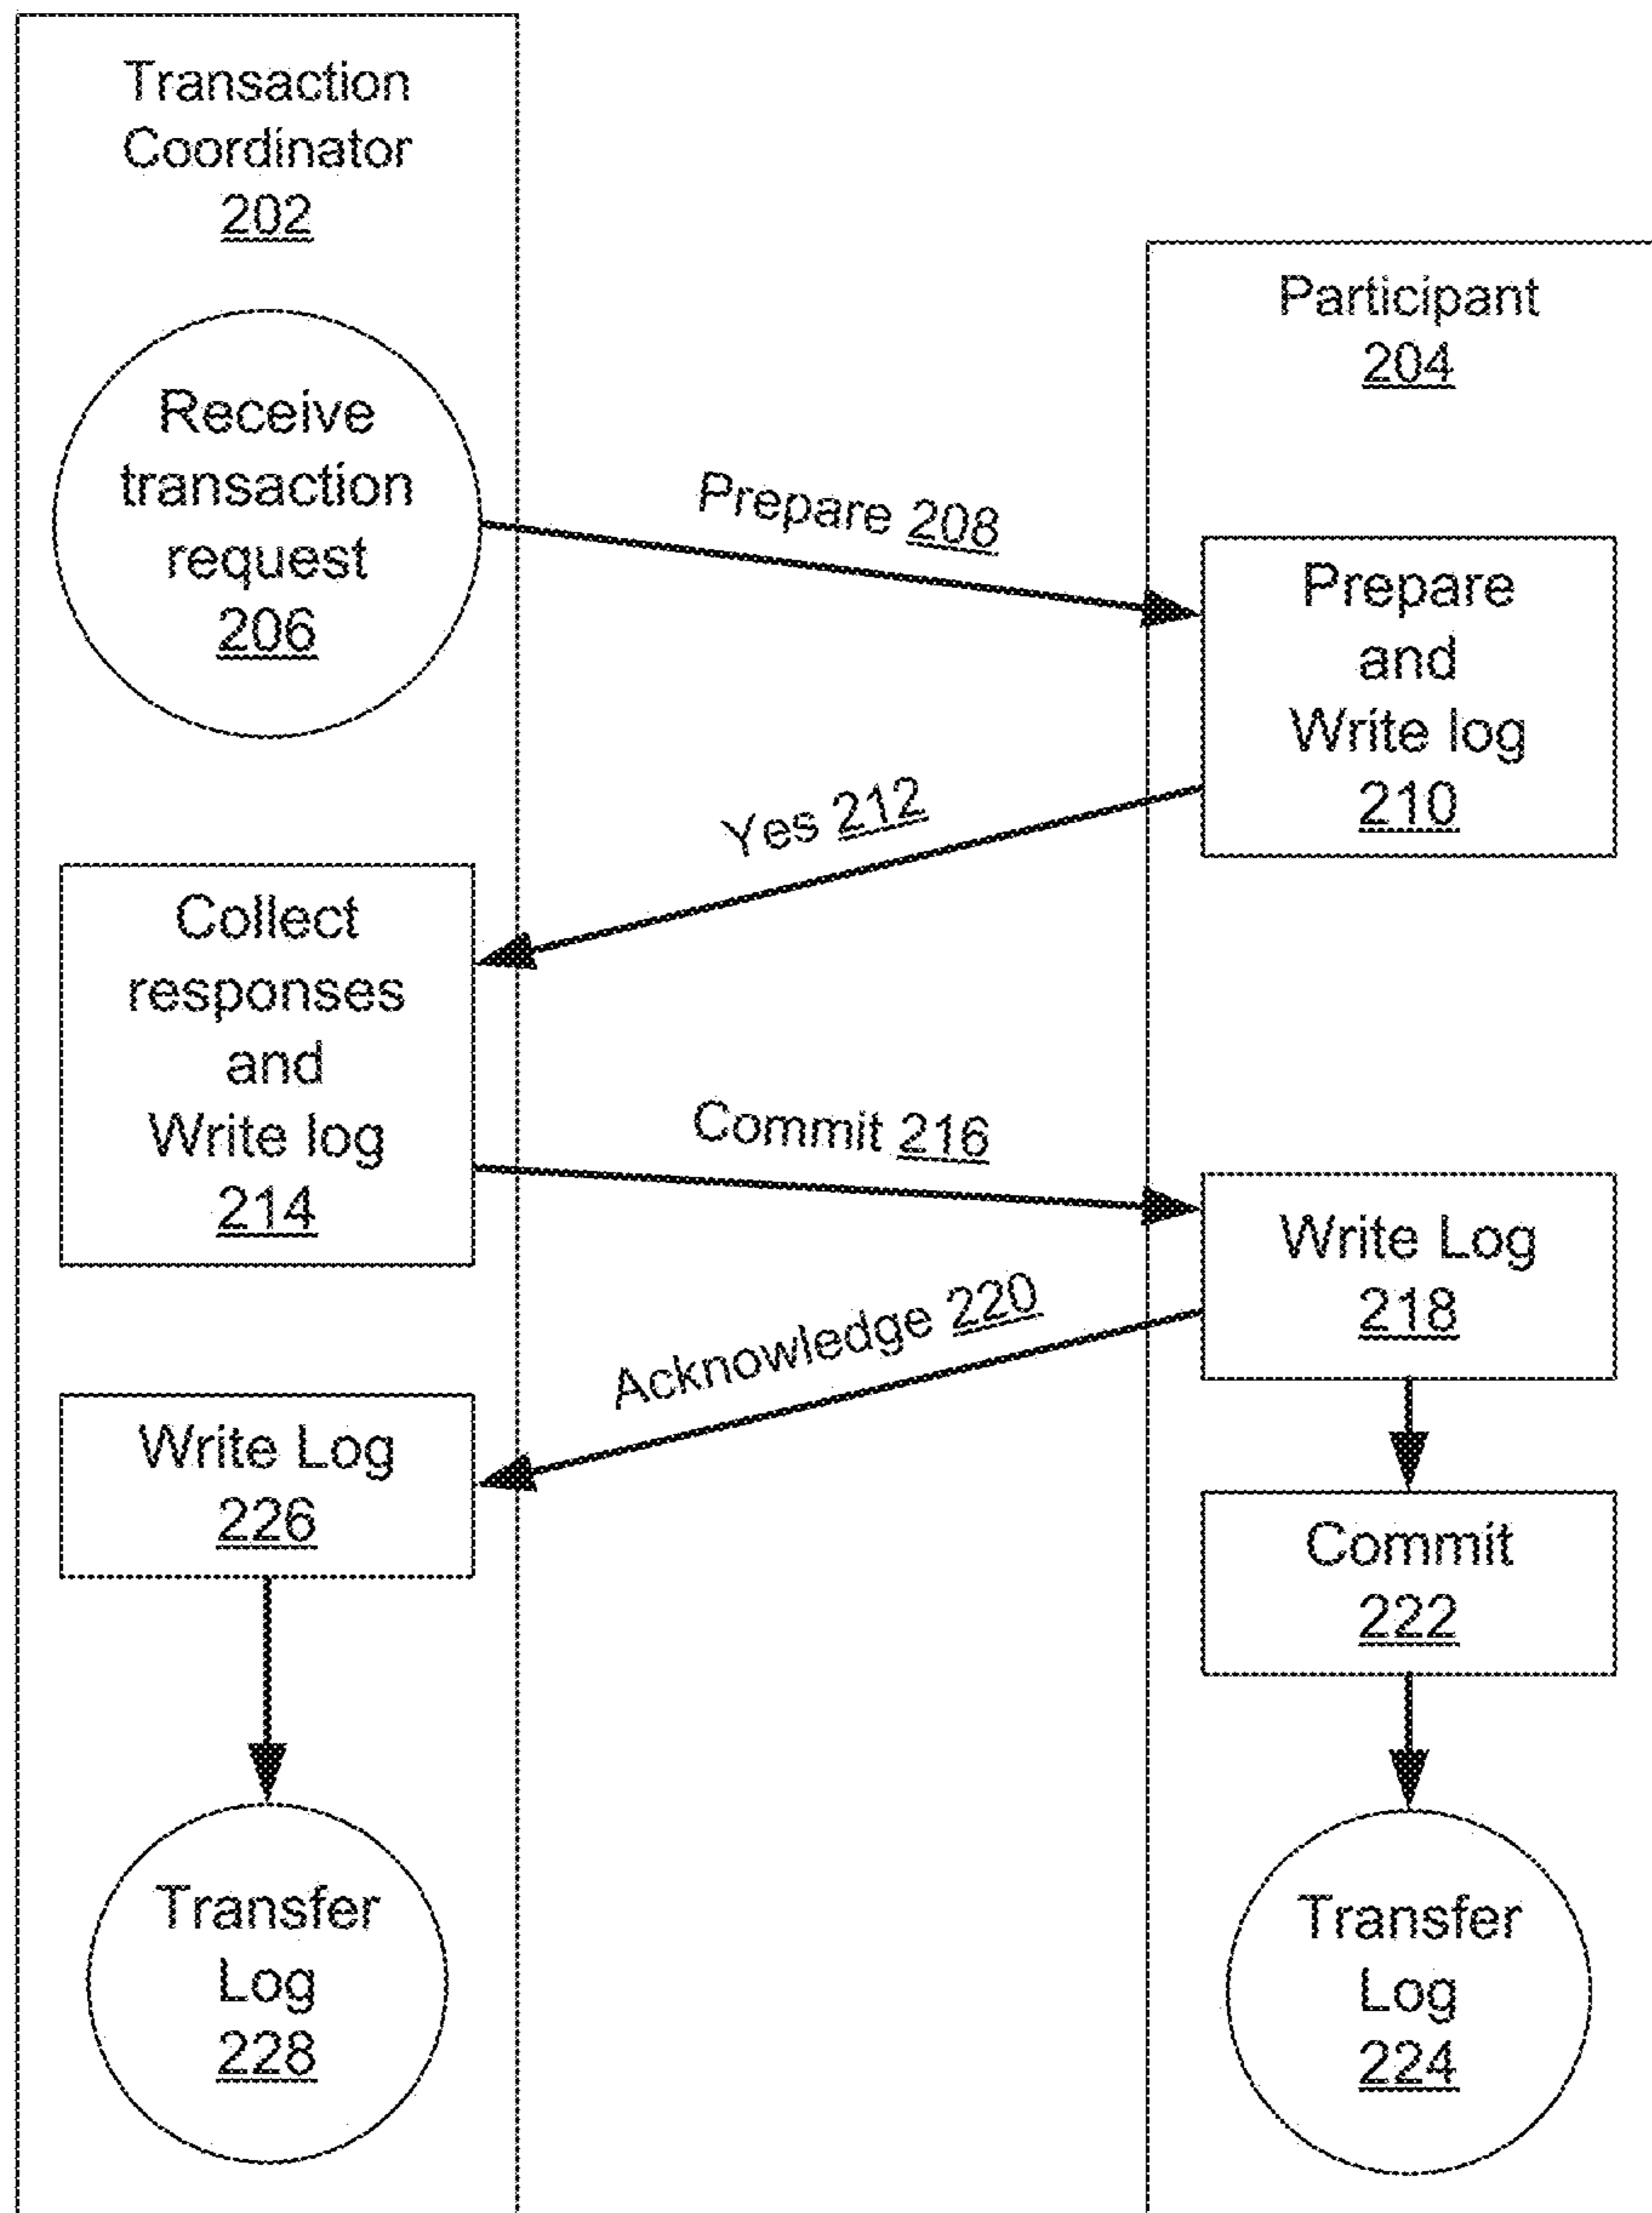 Transaction
Coordinator
202
Participant
204
Receive
transaction
request
206
Prepare 208
Prepare
and
Write log
210
Yes 212
Collect
responses
and
Write log
214
Commit 216
Write Log
218
Acknowledge 220
Write Log
226
Commit
222
Transfer
Log
228
Transfer
Log
224